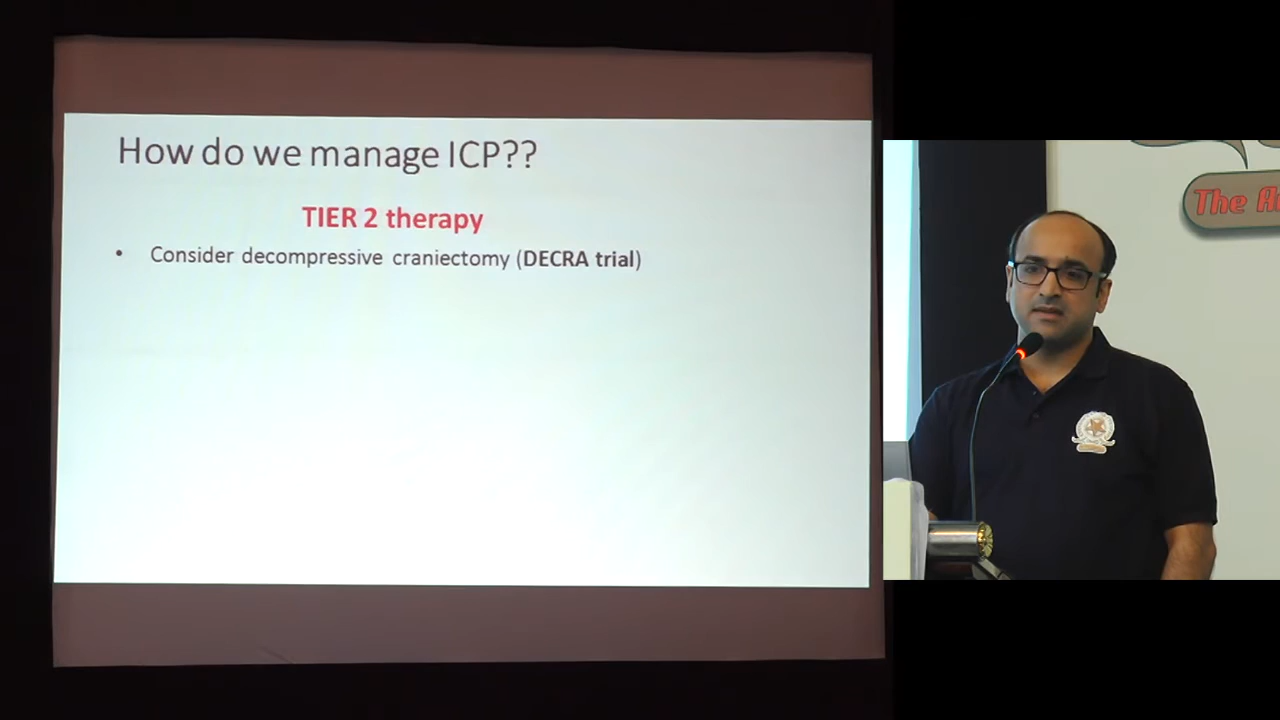 How do we manage ICP??
TIER 2 therapy
• Consider decompressive craniectomy (DECRA trial)
The